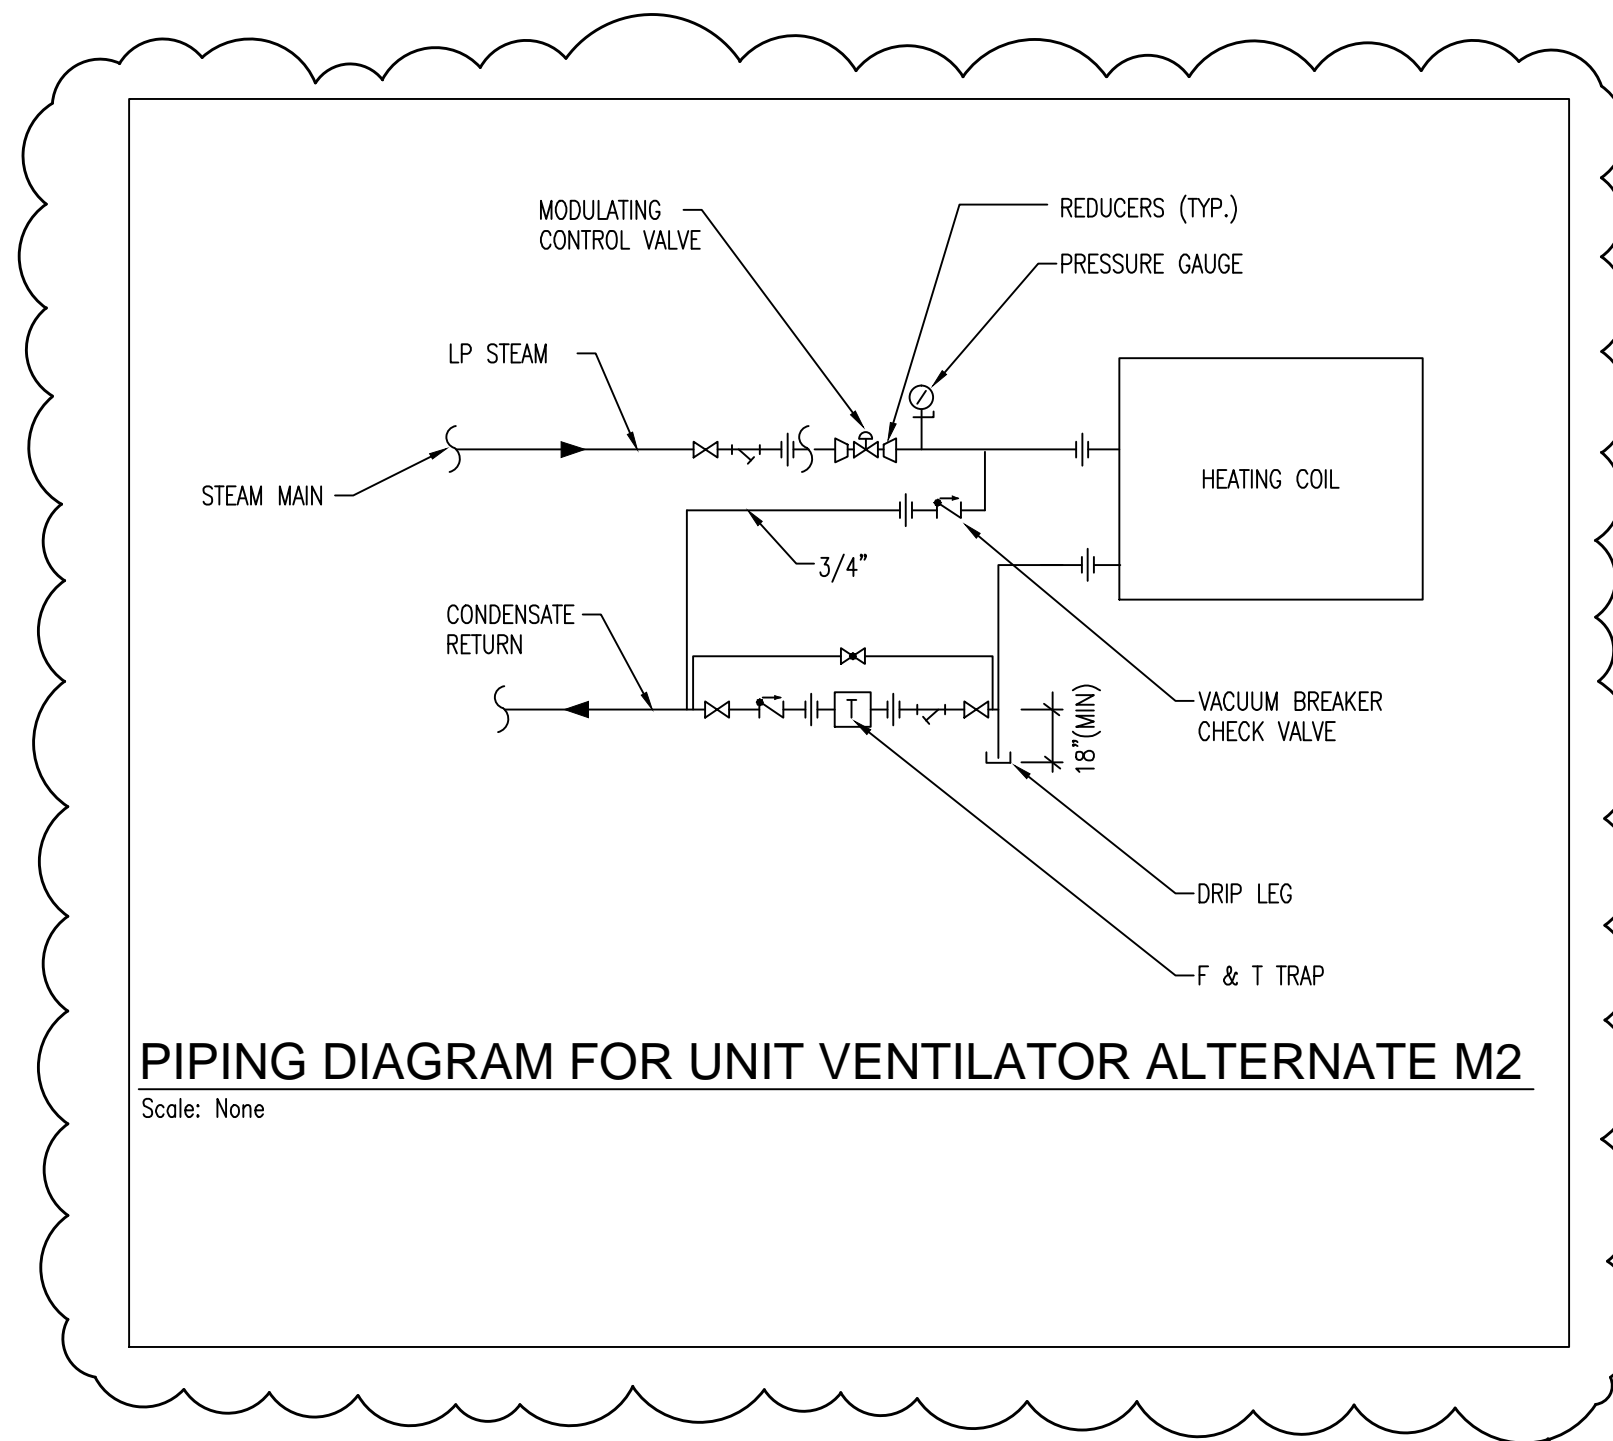 MODULATING
CONTROL VALVE
REDUCERS (TYP.)
PRESSURE GAUGE
LP STEAM
STEAM MAIN
HEATING COIL
3/4"
CONDENSATE
RETURN
T
18"(MIN)
VACUUM BREAKER
CHECK VALVE
DRIP LEG
F & T TRAP
PIPING DIAGRAM FOR UNIT VENTILATOR ALTERNATE M2
Scale: None